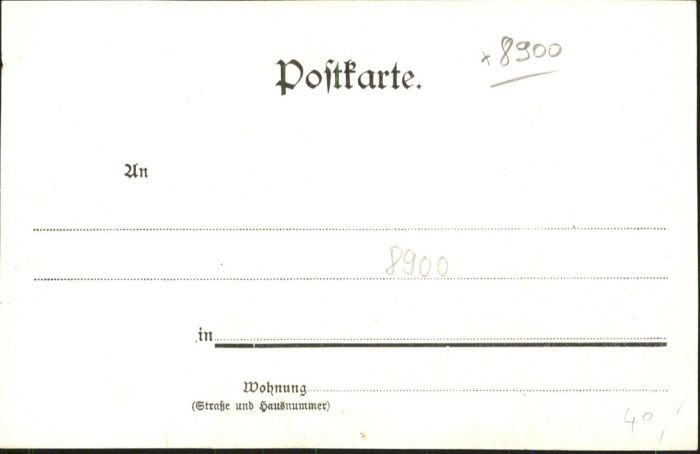 x 8900
Poſtkarte.
An
8900
in
Wohnung
(Straße und Hausnummer)
40,